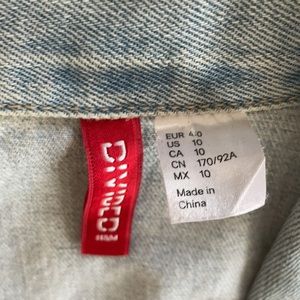 DIVIDED
H&M
EUR 40
US 10
CA 10
CN 170/92A
MX 10
Made in
China